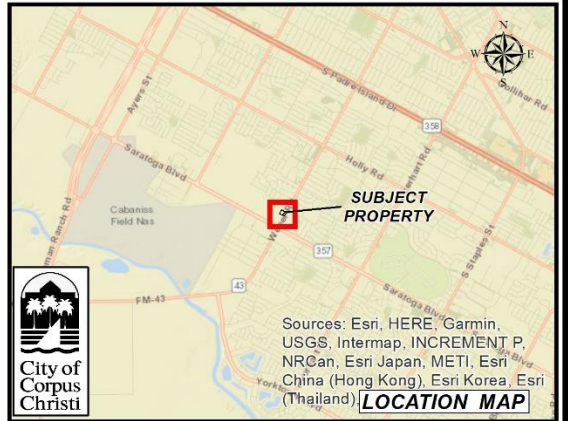 N
W E
S
S Padre Island Dr
Gollihar Rd
Ayers St
358
Saratoga Blvd
Holly Rd
Cabaniss
Field Nas
SUBJECT
PROPERTY
357
43
FM-43
S Staples St
Saratoga Blvd
City of
Corpus
Christi
Sources: Esri, HERE, Garmin,
USGS, Intermap, INCREMENT P,
NRCan, Esri Japan, METI, Esri
China (Hong Kong), Esri Korea, Esri
(Thailand),
LOCATION MAP